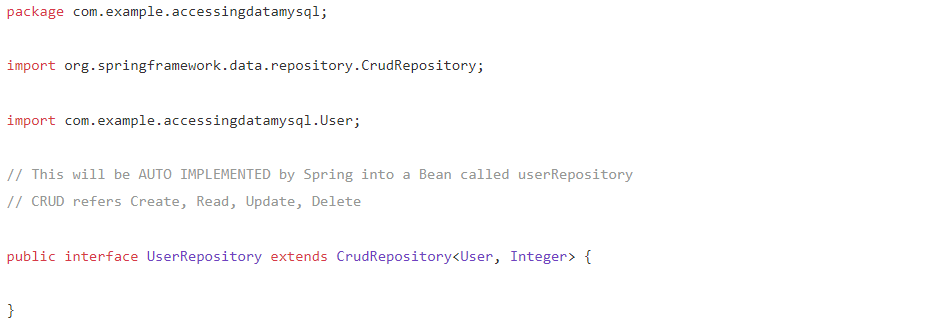 package com.example.accessingdatamysql;
import org.springframework.data.repository.CrudRepository;
import com.example.accessingdatamysql.User;
// This will be AUTO IMPLEMENTED by Spring into a Bean called userRepository
// CRUD refers Create, Read, Update, Delete
public interface UserRepository extends CrudRepository<User, Integer> {
}